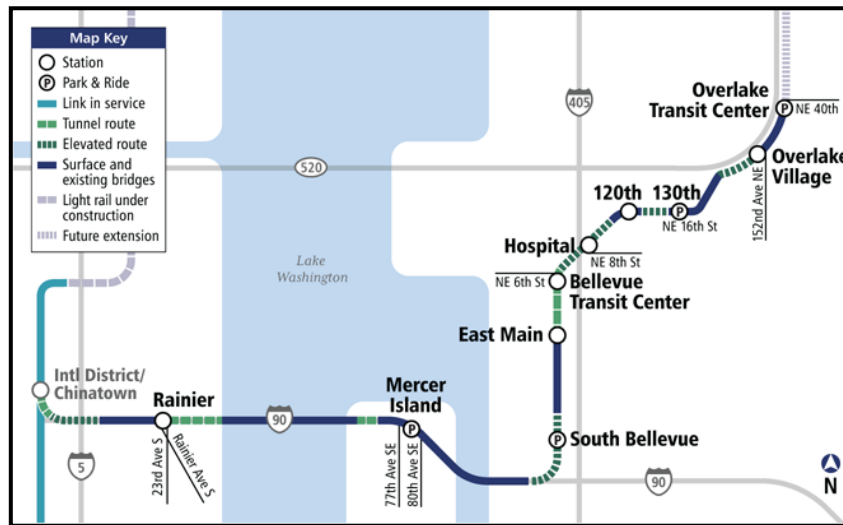 Map Key
Station
P Park & Ride
Link in service
Tunnel route
Elevated route
Surface and
existing bridges
Light rail under
construction
Future extension
405
520
Overlake
Transit Center
P
NE 40th
Overlake
Village
152nd Ave NE
120th
130th
P
NE 16th St
Hospital
NE 8th St
NE 6th St
Bellevue
Transit Center
Lake
Washington
East Main
Intl District/
Chinatown
Rainier
23rd Ave S
Rainier Ave S
90
Mercer
Island
P
77th Ave SE
80th Ave SE
P
South Bellevue
5
90
N